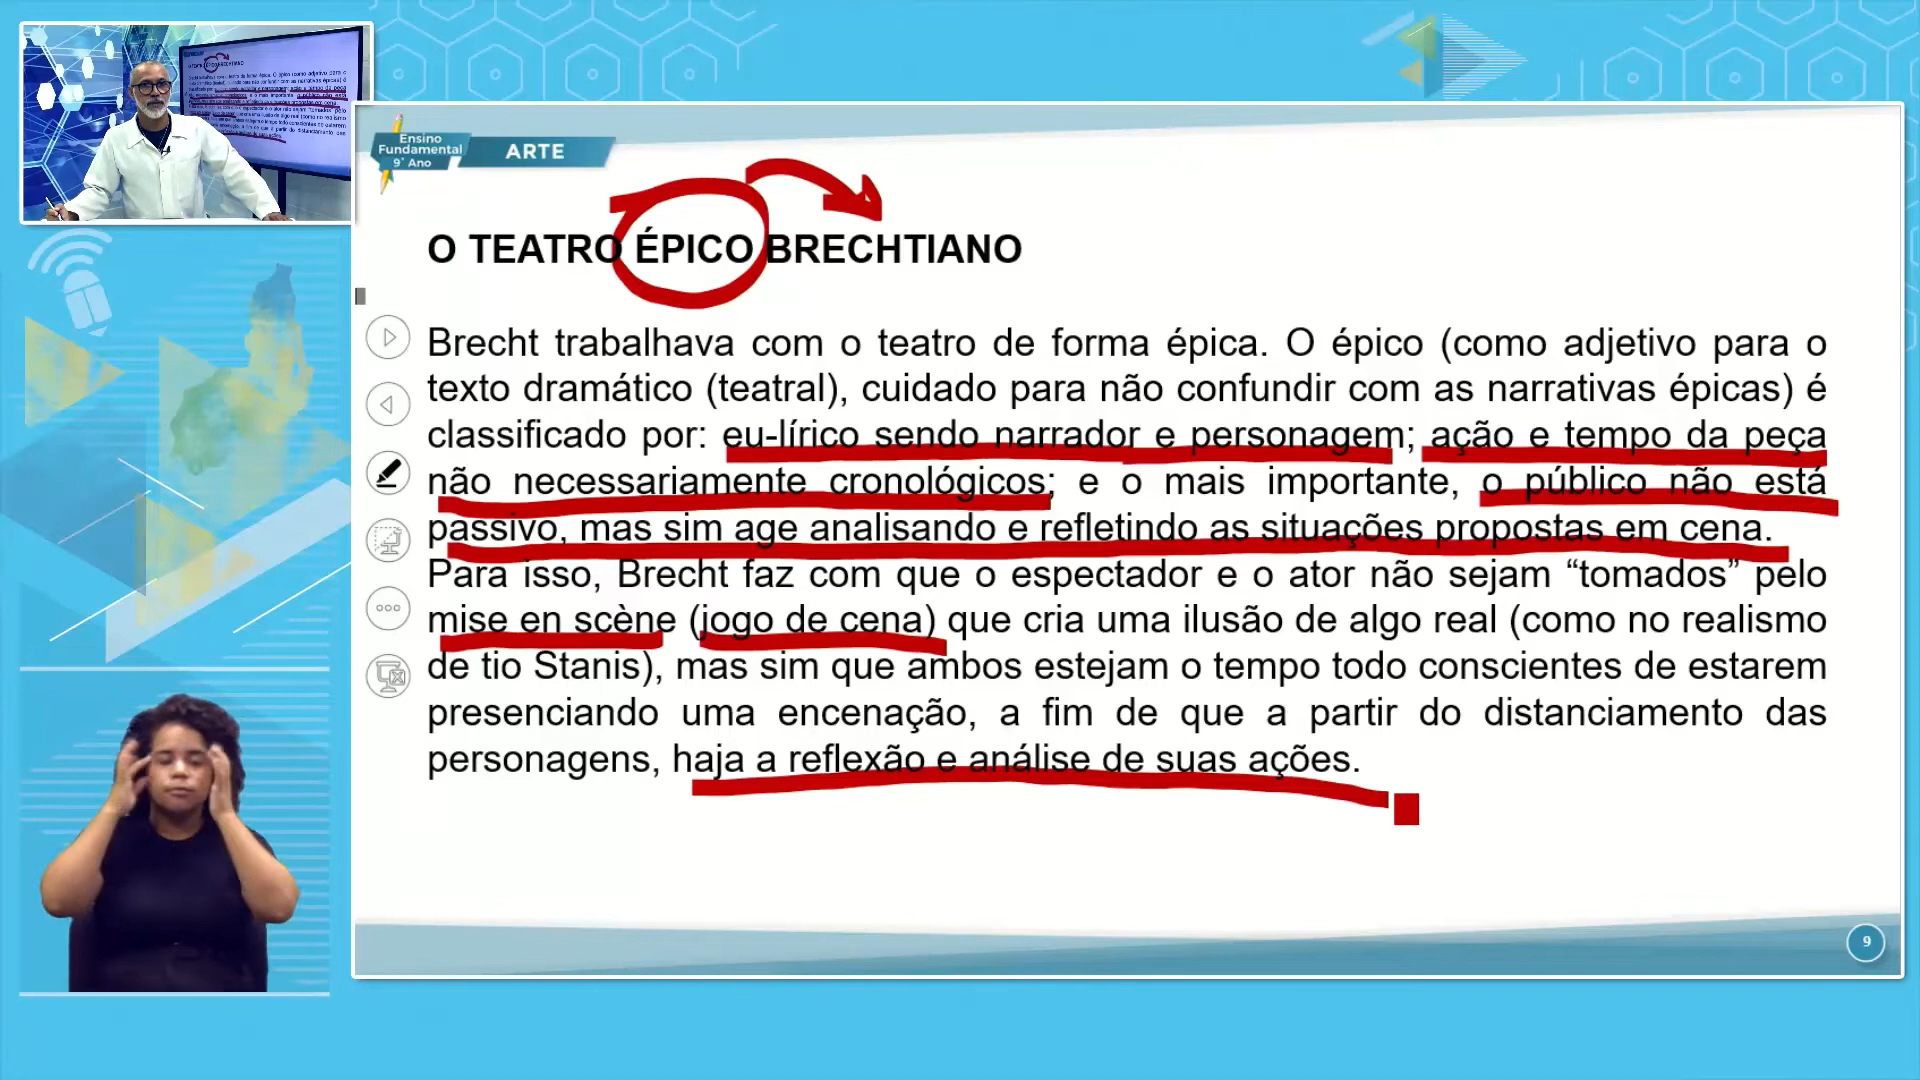 Ensino
Fundamental
9° Ano
ARTE
O TEATRO ÉPICO BRECHTIANO
Brecht trabalhava com o teatro de forma épica. O épico (como adjetivo para o
texto dramático (teatral), cuidado para não confundir com as narrativas épicas) é
classificado por: eu-lírico sendo narrador e personagem; ação e tempo da peça
não necessariamente cronológicos; e o mais importante, o público não está
passivo, mas sim age analisando e refletindo as situações propostas em cena.
Para isso, Brecht faz com que o espectador e o ator não sejam “tomados” pelo
mise en scène (jogo de cena) que cria uma ilusão de algo real (como no realismo
de tio Stanis), mas sim que ambos estejam o tempo todo conscientes de estarem
presenciando uma encenação, a fim de que a partir do distanciamento das
personagens, haja a reflexão e análise de suas ações.
9